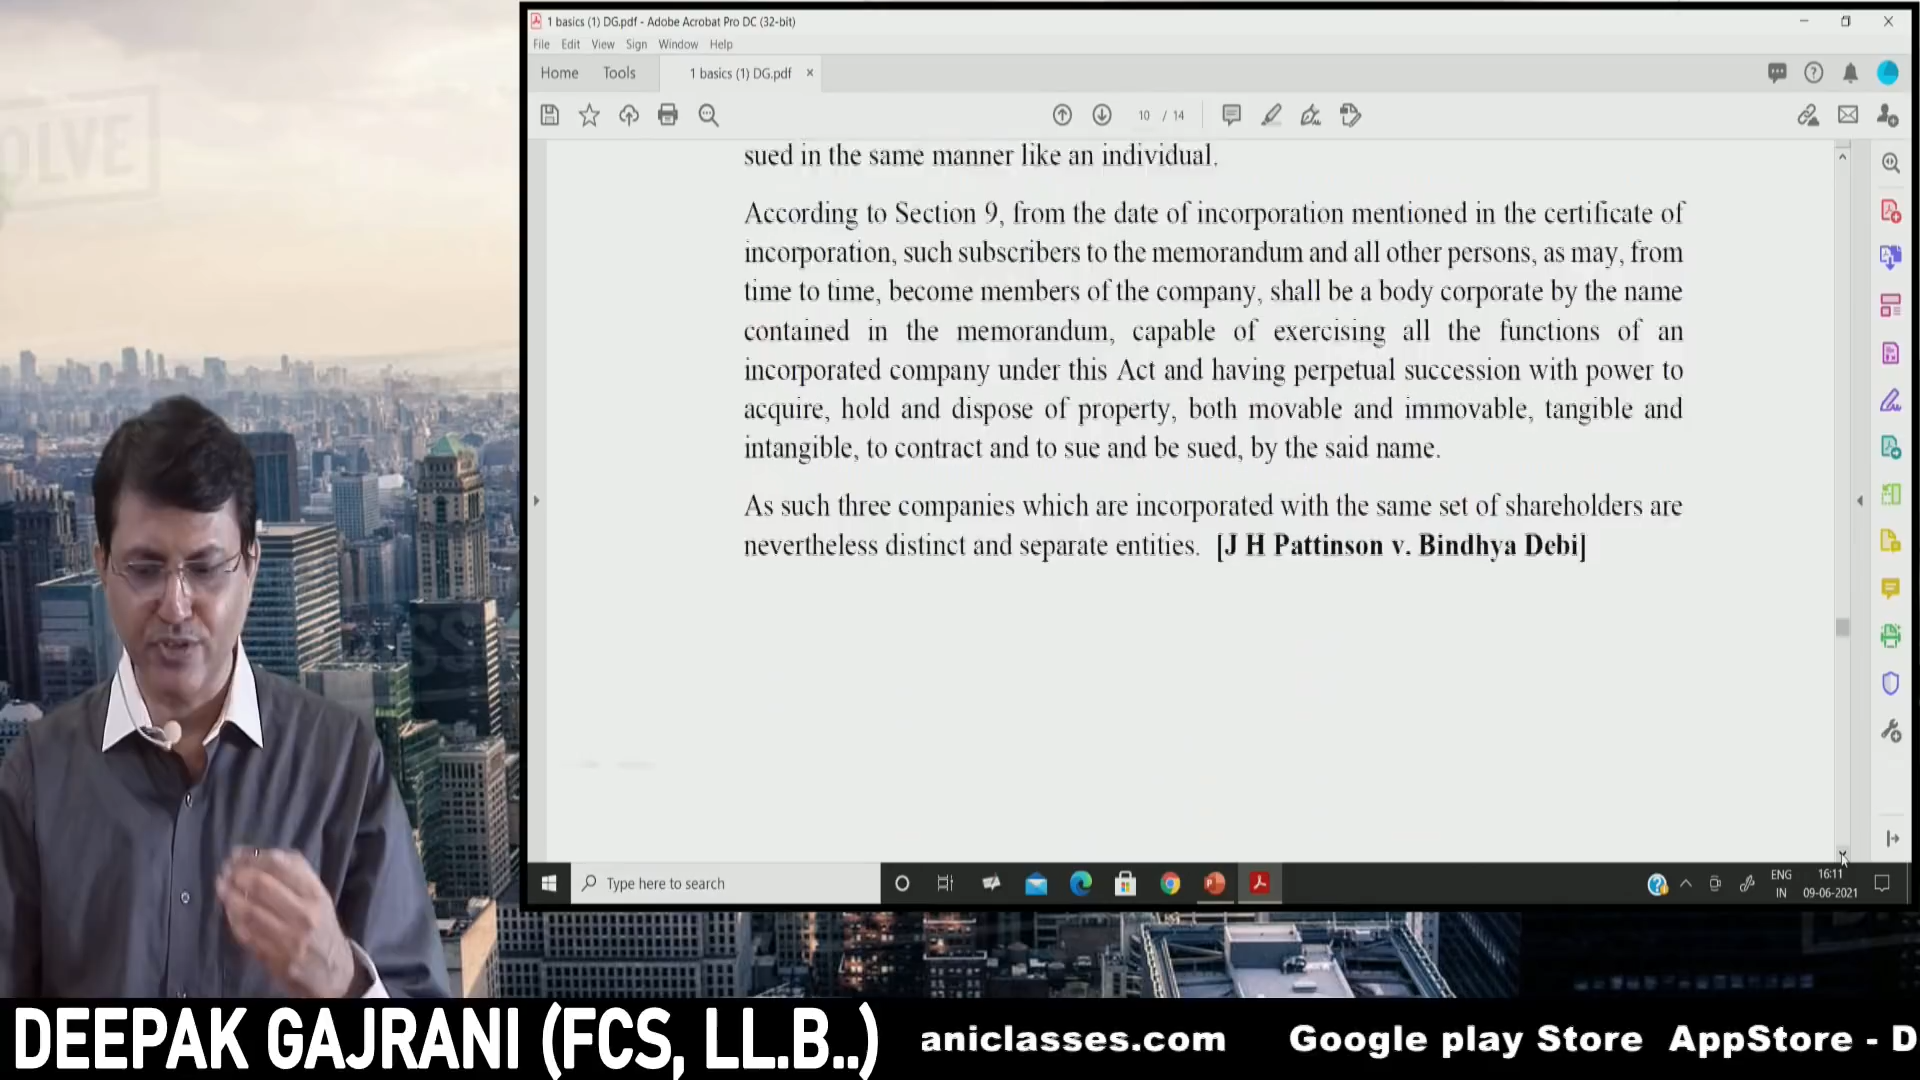 OLVE
1 basics (1) DG.pdf - Adobe Acrobat Pro DC (32-bit)
File Edit View Sign Window Help
Home Tools 1 basics (1) DG.pdf ×
10 / 14
sued in the same manner like an individual.
According to Section 9, from the date of incorporation mentioned in the certificate of
incorporation, such subscribers to the memorandum and all other persons, as may, from
time to time, become members of the company, shall be a body corporate by the name
contained in the memorandum, capable of exercising all the functions of an
incorporated company under this Act and having perpetual succession with power to
acquire, hold and dispose of property, both movable and immovable, tangible and
intangible, to contract and to sue and be sued, by the said name.
As such three companies which are incorporated with the same set of shareholders are
nevertheless distinct and separate entities. [J H Pattinson v. Bindhya Debi]
Type here to search
ENG
IN
16:11
09-06-2021
DEEPAK GAJRANI (FCS, LL.B..)
aniclasses.com Google play Store AppStore - D